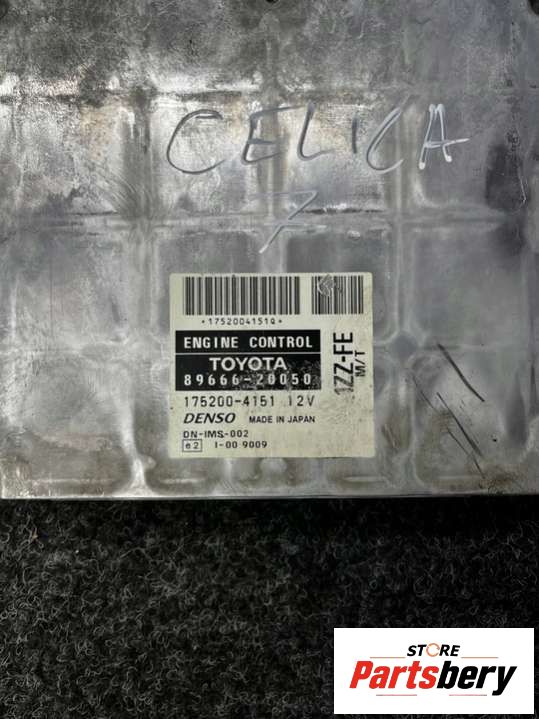 CELICA
7
*1752004151Q*
ENGINE CONTROL
TOYOTA
89666-20050
175200-4151 12V
DENSO MADE IN JAPAN
DN-IMS-002
e2 1-00 9009
1ZZ-FE
M/T
STORE
Partsbery